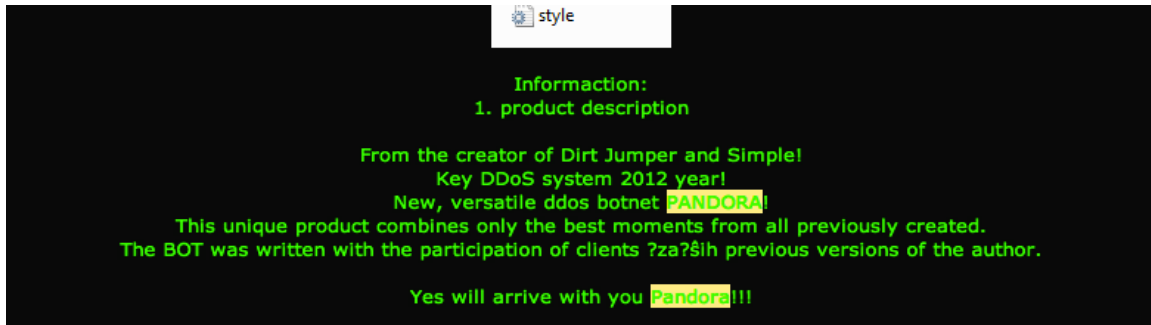 style
Informaction:
1. product description
From the creator of Dirt Jumper and Simple!
Key DDoS system 2012 year!
New, versatile ddos botnet PANDORA!
This unique product combines only the best moments from all previously created.
The BOT was written with the participation of clients ?za?ŝih previous versions of the author.
Yes will arrive with you Pandora!!!